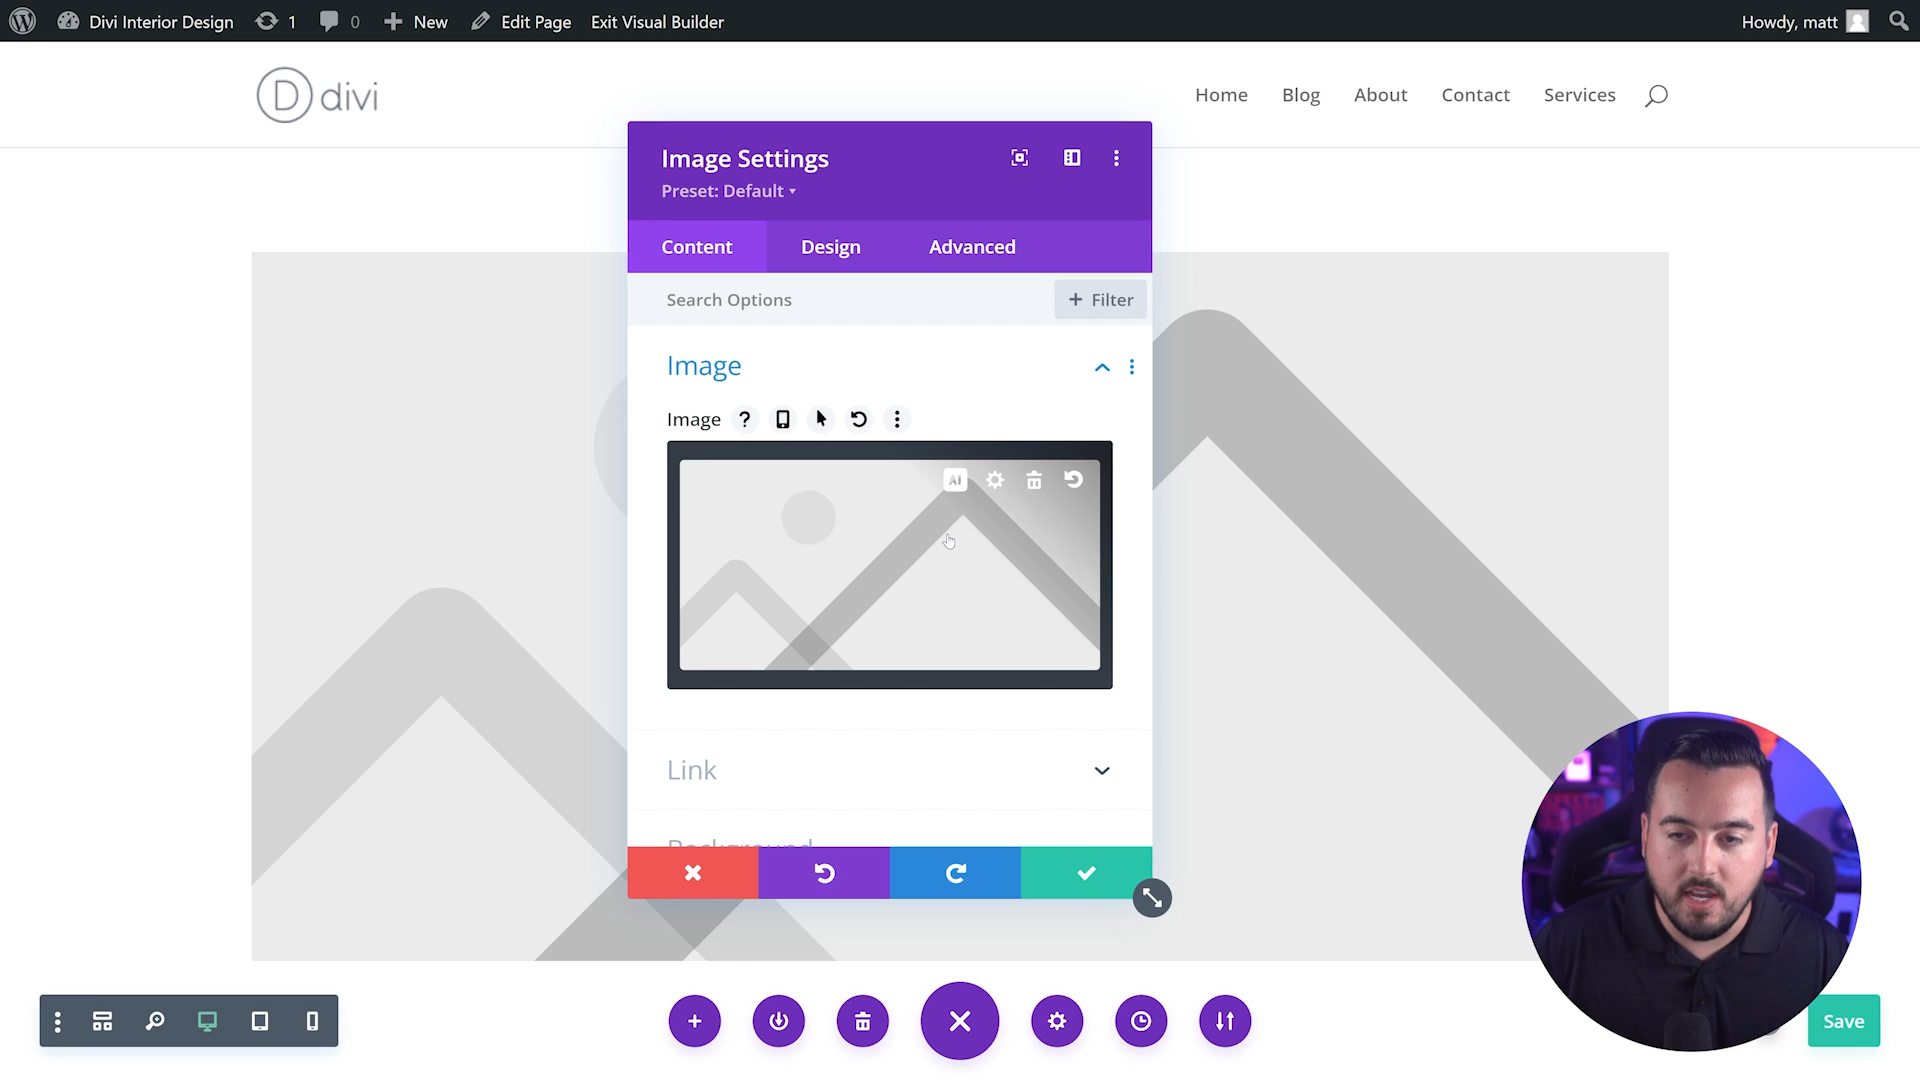 Divi Interior Design
1
0
New
Edit Page
Exit Visual Builder
Howdy, matt
D divi
Home
Blog
About
Contact
Services
Image Settings
Preset: Default
Content
Design
Advanced
Search Options
+ Filter
Image
Image
?
AI
Link
Background
Save